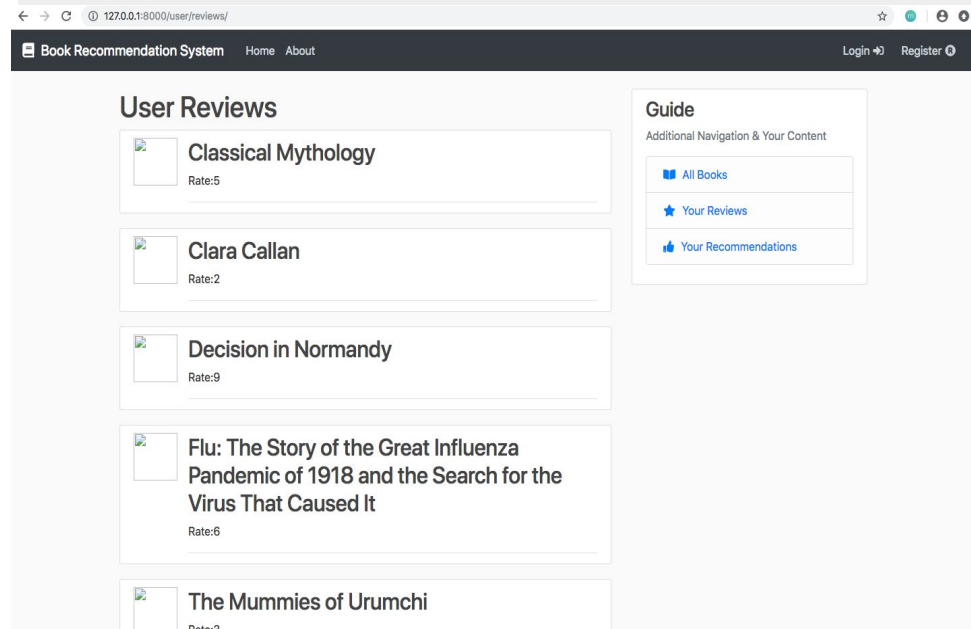 127.0.0.1:8000/user/reviews/
Book Recommendation System Home About Login Register
User Reviews
Classical Mythology
Rate:5
Clara Callan
Rate:2
Decision in Normandy
Rate:9
Flu: The Story of the Great Influenza
Pandemic of 1918 and the Search for the
Virus That Caused It
Rate:6
The Mummies of Urumchi
Guide
Additional Navigation & Your Content
All Books
Your Reviews
Your Recommendations